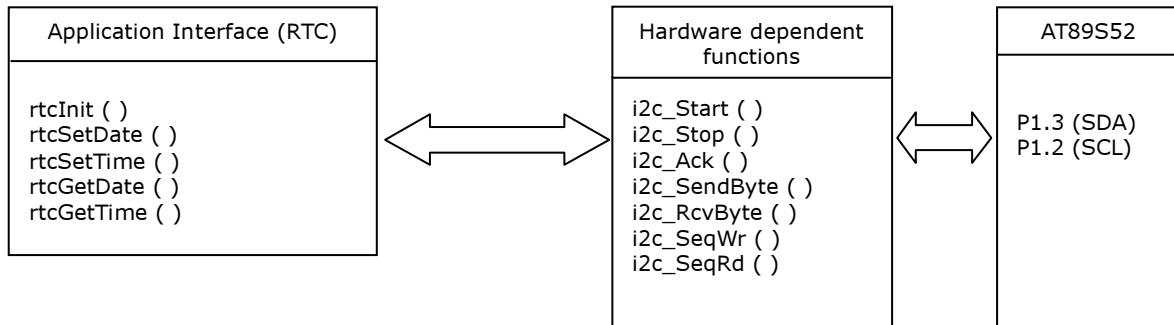 Application Interface (RTC)
rtcInit ( )
rtcSetDate ( )
rtcSetTime ( )
rtcGetDate ( )
rtcGetTime ( )
Hardware dependent
functions
i2c_Start ( )
i2c_Stop ( )
i2c_Ack ( )
i2c_SendByte ( )
i2c_RcvByte ( )
i2c_SeqWr ( )
i2c_SeqRd ( )
AT89S52
P1.3 (SDA)
P1.2 (SCL)